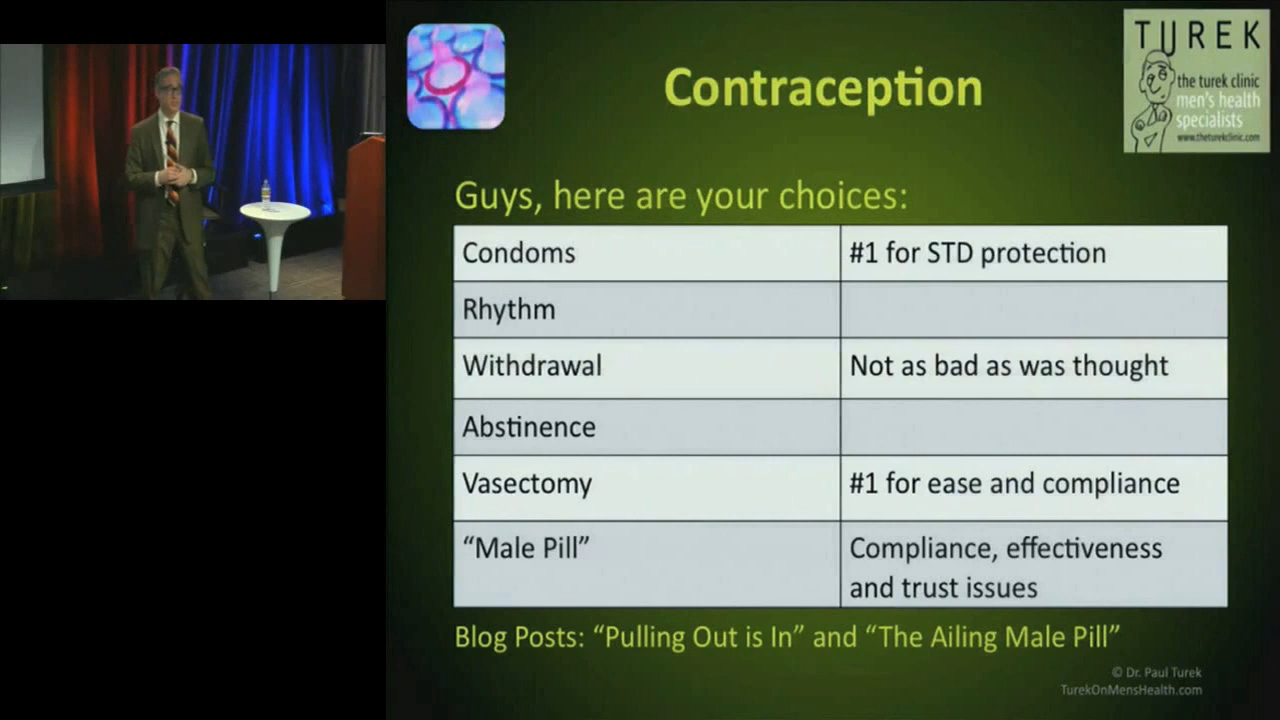 Contraception
TUREK
the turek clinic
men's health
specialists
www.theturekclinic.com
Guys, here are your choices:
Condoms #1 for STD protection
Rhythm
Withdrawal Not as bad as was thought
Abstinence
Vasectomy #1 for ease and compliance
“Male Pill” Compliance, effectiveness
and trust issues
Blog Posts: “Pulling Out is In” and “The Ailing Male Pill”
© Dr. Paul Turek
TurekOnMensHealth.com